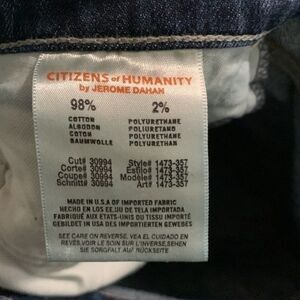 CITIZENS of HUMANITY
by JEROME DAHAN
98% 2%
COTTON POLYURETHANE
ALGODON POLIURETANO
COTON POLYURETHANE
BAUMWOLLE POLYURETHAN
Cut# 30994 Style# 1473-357
Corte# 30994 Estilo# 1473-357
Coupe# 30994 Modele# 1473-357
Schnitt# 30994 Art# 1473-357
MADE IN U.S.A OF IMPORTED FABRIC
HECHO EN LOS EE.UU DE TELA IMPORTADA
FABRIQUÉ AUX ETATS-UNIS DU TISSU IMPORTÉ
GEBILDET IN USA DES IMPORTIERTEN GEWEBES
SEE CARE ON REVERSE, VEA EL CUIDADO EN
REVÉS,VOIR LE SOIN SUR L'INVERSE,SEHEN
SIE SORGFALT AUF RÜCKSEITE